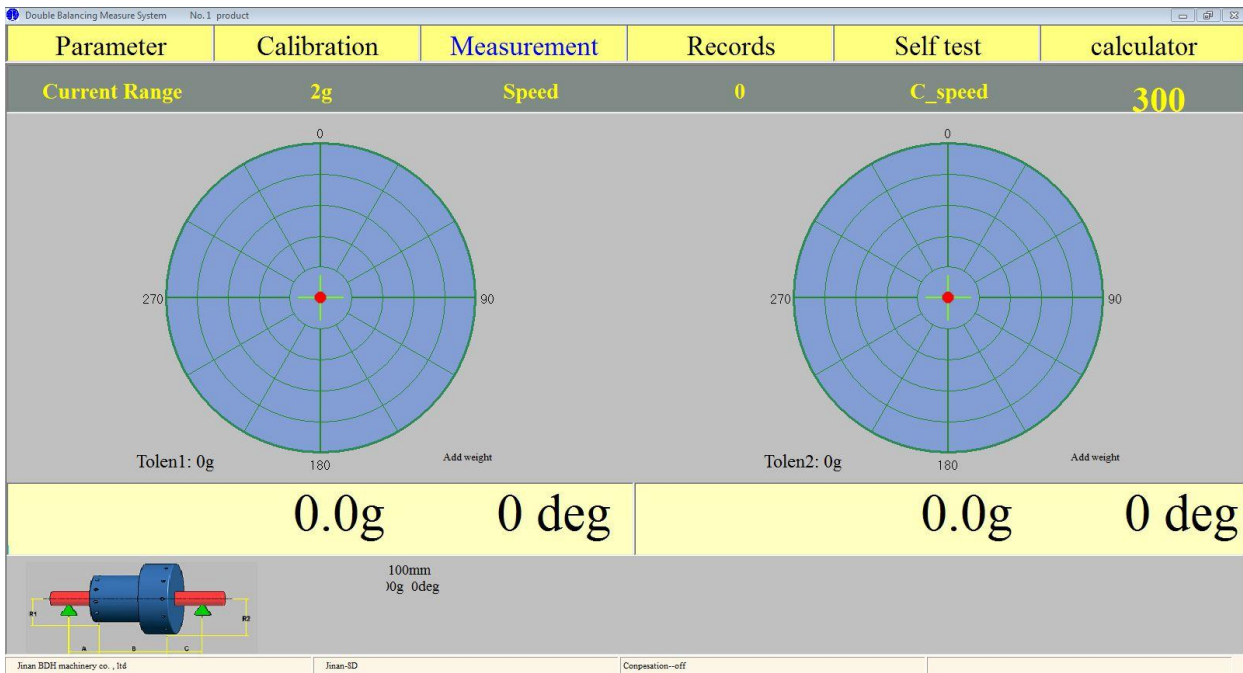 Double Balancing Measure System No.1 product
Parameter Calibration Measurement Records Self test calculator
Current Range 2g Speed 0 C_speed 300
0 0
270 90 270 90
Tolen1: 0g 180 Add weight Tolen2: 0g 180 Add weight
0.0g 0 deg 0.0g 0 deg
100mm
0g 0deg
R1 R2
A B C
Jinan BDH machinery co. , ltd Jinan-8D Conpesation--off